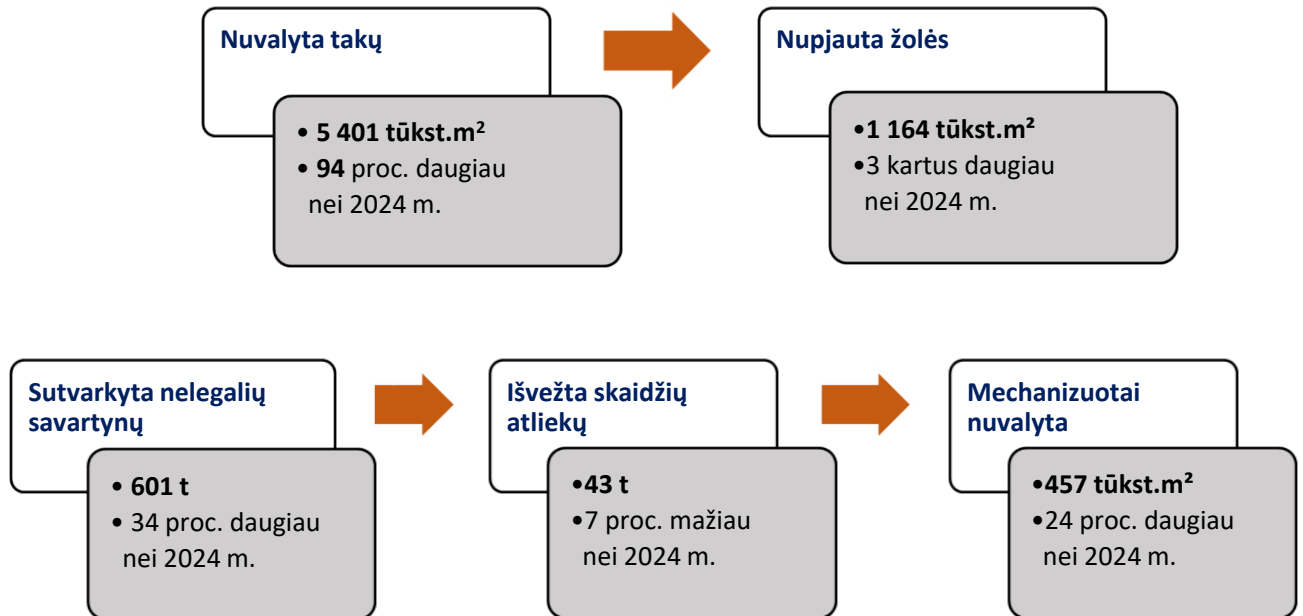 Nuvalyta takų
• 5 401 tūkst.m²
• 94 proc. daugiau
nei 2024 m.
Nupjauta žolės
•1 164 tūkst.m²
•3 kartus daugiau
nei 2024 m.
Sutvarkyta nelegalių
savartynų
• 601 t
• 34 proc. daugiau
nei 2024 m.
Išvežta skaidžių
atliekų
•43 t
•7 proc. mažiau
nei 2024 m.
Mechanizuotai
nuvalyta
•457 tūkst.m²
•24 proc. daugiau
nei 2024 m.